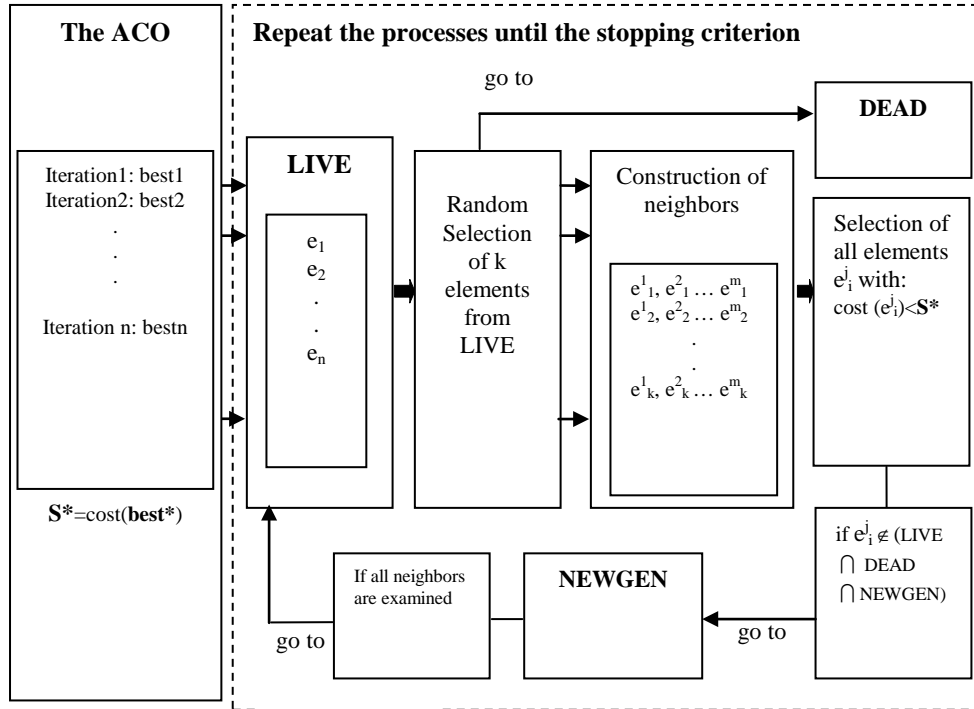 The ACO
Iteration1: best1
Iteration2: best2
.
.
.
Iteration n: bestn
S*=cost(best*)
Repeat the processes until the stopping criterion
go to
DEAD
LIVE
e₁
e₂
.
.
eₙ
Random
Selection
of k
elements
from
LIVE
Construction of
neighbors
e¹₁, e²₁ … eᵐ₁
e¹₂, e²₂ … eᵐ₂
.
.
e¹ₖ, e²ₖ … eᵐₖ
Selection of
all elements
eʲᵢ with:
cost (eʲᵢ)<S*
if eʲᵢ ∉ (LIVE
⋂ DEAD
⋂ NEWGEN)
go to
NEWGEN
If all neighbors
are examined
go to